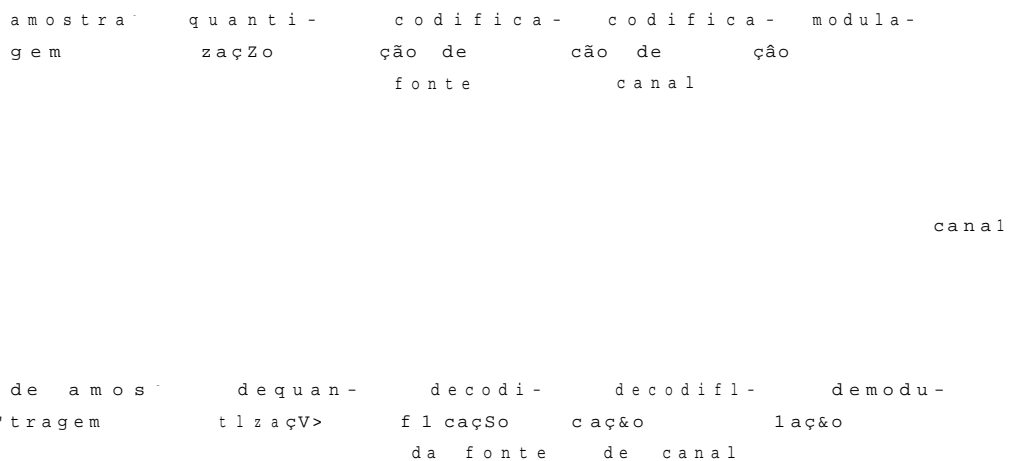 amostra- quanti- codifica- codifica- modula-
gem zaçZo ção de cão de çâo
fonte canal
canal
de amos- dequan- decodi- decodifl- demodu-
'tragem tlzaçV> flcaçSo caç&o laç&o
da fonte de canal